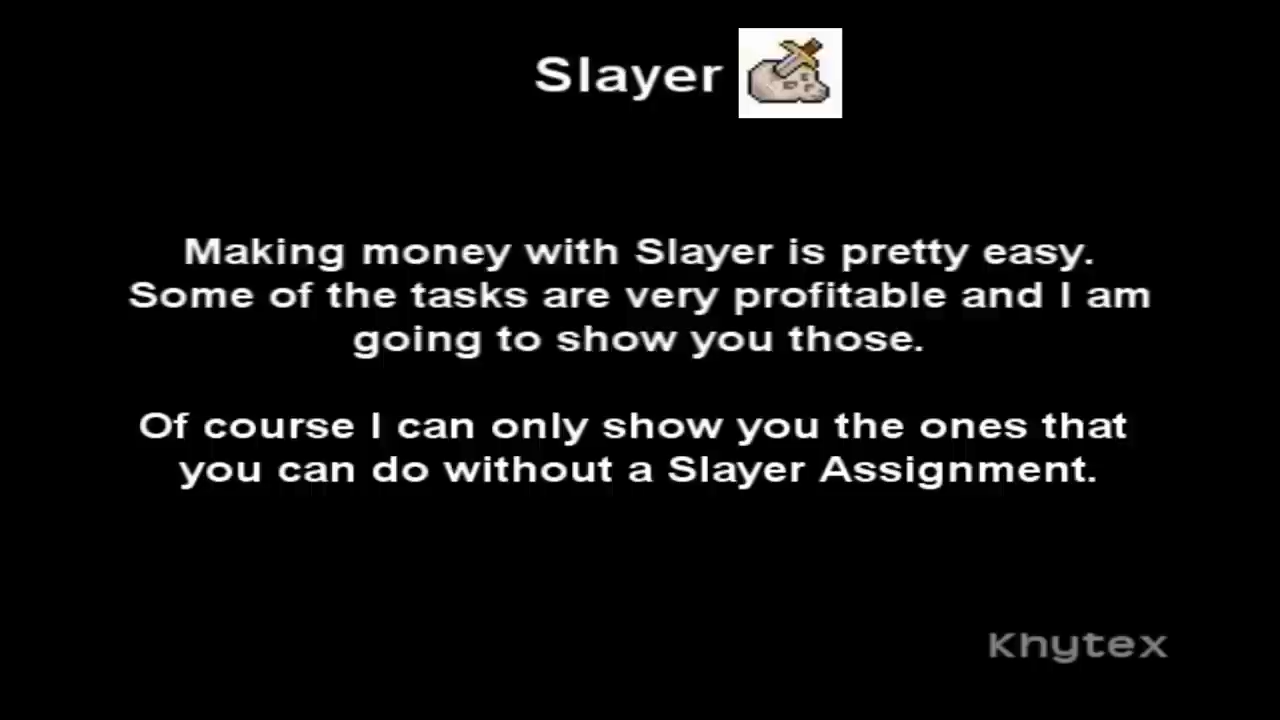 Slayer
Making money with Slayer is pretty easy.
Some of the tasks are very profitable and I am
going to show you those.
Of course I can only show you the ones that
you can do without a Slayer Assignment.
Khytex